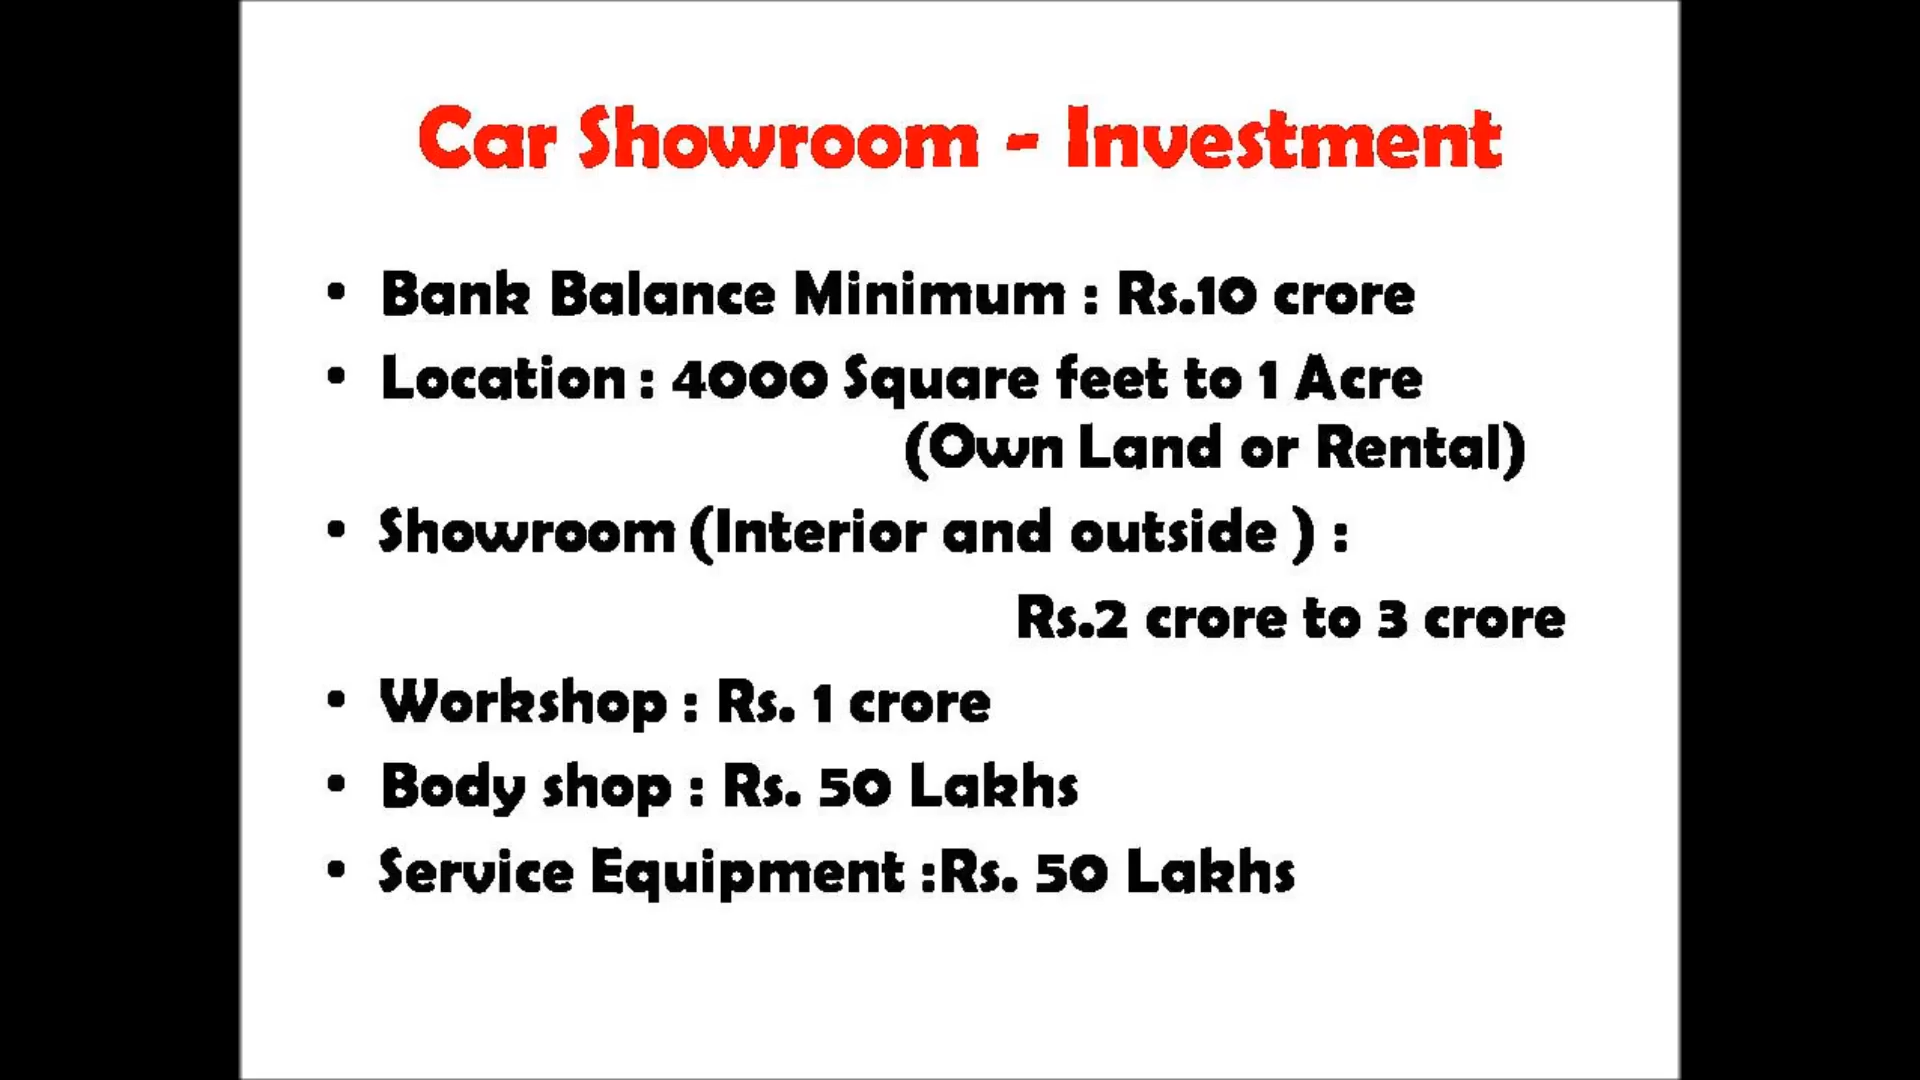 Car Showroom - Investment
• Bank Balance Minimum : Rs.10 crore
• Location : 4000 Square feet to 1 Acre
(Own Land or Rental)
• Showroom (Interior and outside ) :
Rs.2 crore to 3 crore
• Workshop : Rs. 1 crore
• Body shop : Rs. 50 Lakhs
• Service Equipment :Rs. 50 Lakhs